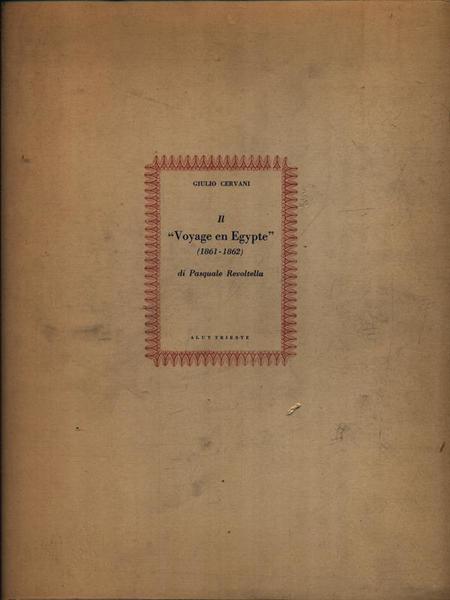 GIULIO CERVANI
Il
“Voyage en Egypte”
(1861-1862)
di Pasquale Revoltella
ALUT TRIESTE